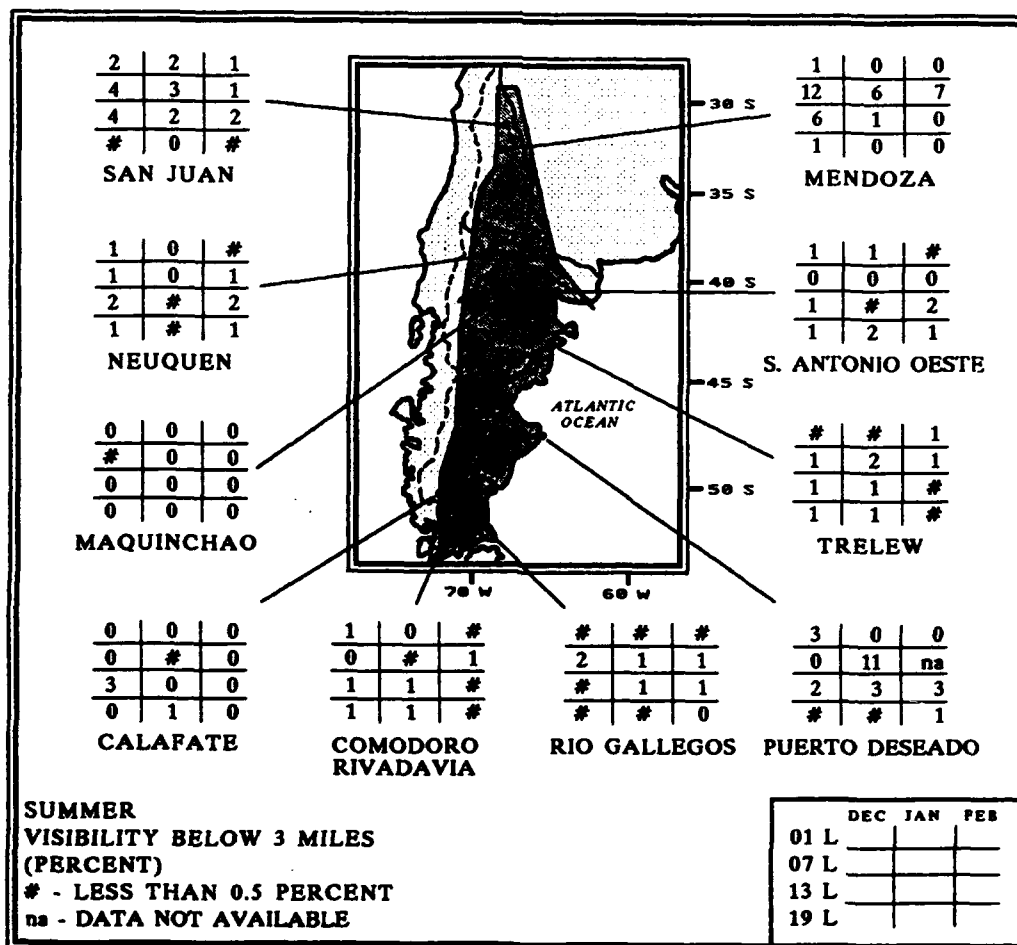 2 2 1
4 3 1
4 2 2
# 0 #
SAN JUAN
1 0 0
12 6 7
6 1 0
1 0 0
MENDOZA
30 S
35 S
40 S
45 S
50 S
70 W
60 W
ATLANTIC
OCEAN
1 0 #
1 0 1
2 # 2
1 # 1
NEUQUEN
1 1 #
0 0 0
1 # 2
1 2 1
S. ANTONIO OESTE
0 0 0
# 0 0
0 0 0
0 0 0
MAQUINCHAO
# # 1
1 2 1
1 1 #
1 1 #
TRELEW
0 0 0
0 # 0
3 0 0
0 1 0
CALAFATE
1 0 #
0 # 1
1 1 #
1 1 #
COMODORO
RIVADAVIA
# # #
2 1 1
# 1 1
# # 0
RIO GALLEGOS
3 0 0
0 11 na
2 3 3
# # 1
PUERTO DESEADO
SUMMER
VISIBILITY BELOW 3 MILES
(PERCENT)
# - LESS THAN 0.5 PERCENT
na - DATA NOT AVAILABLE
DEC JAN FEB
01 L
07 L
13 L
19 L